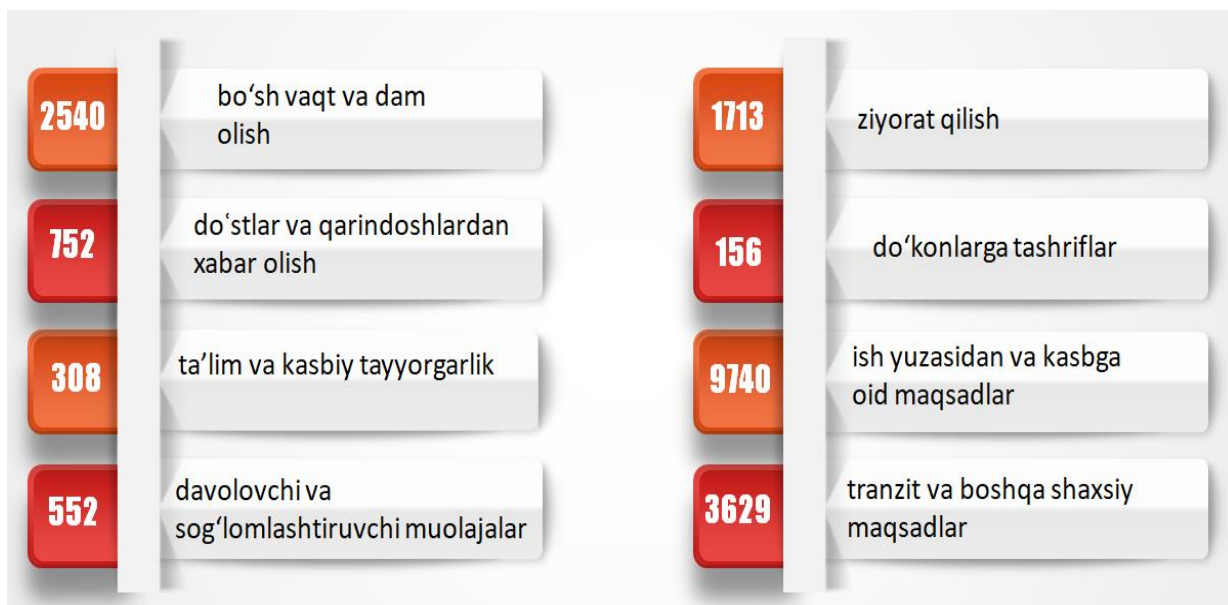 2540
bo‘sh vaqt va dam
olish
752
do‘stlar va qarindoshlardan
xabar olish
308
ta’lim va kasbiy tayyorgarlik
552
davolovchi va
sog‘lomlashtiruvchi muolajalar
1713
ziyorat qilish
156
do‘konlarga tashriflar
9740
ish yuzasidan va kasbga
oid maqsadlar
3629
tranzit va boshqa shaxsiy
maqsadlar